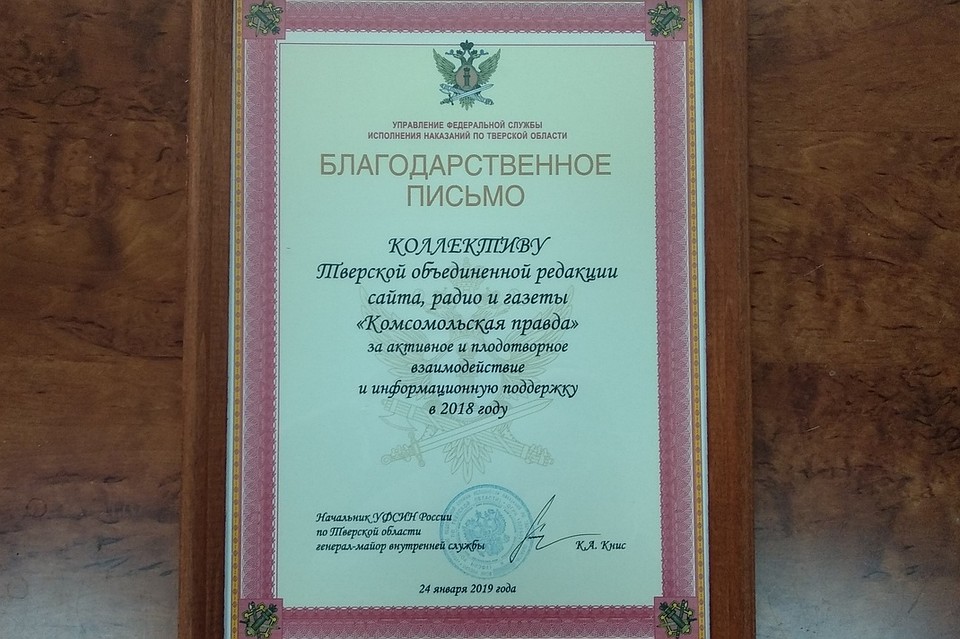 УПРАВЛЕНИЕ ФЕДЕРАЛЬНОЙ СЛУЖБЫ
ИСПОЛНЕНИЯ НАКАЗАНИЙ ПО ТВЕРСКОЙ ОБЛАСТИ
БЛАГОДАРСТВЕННОЕ
ПИСЬМО
КОЛЛЕКТИВУ
Тверской объединенной редакции
сайта, радио и газеты
«Комсомольская правда»
за активное и плодотворное
взаимодействие
и информационную поддержку
в 2018 году
Начальник УФСИН России
по Тверской области
генерал-майор внутренней службы
К.А. Книс
24 января 2019 года